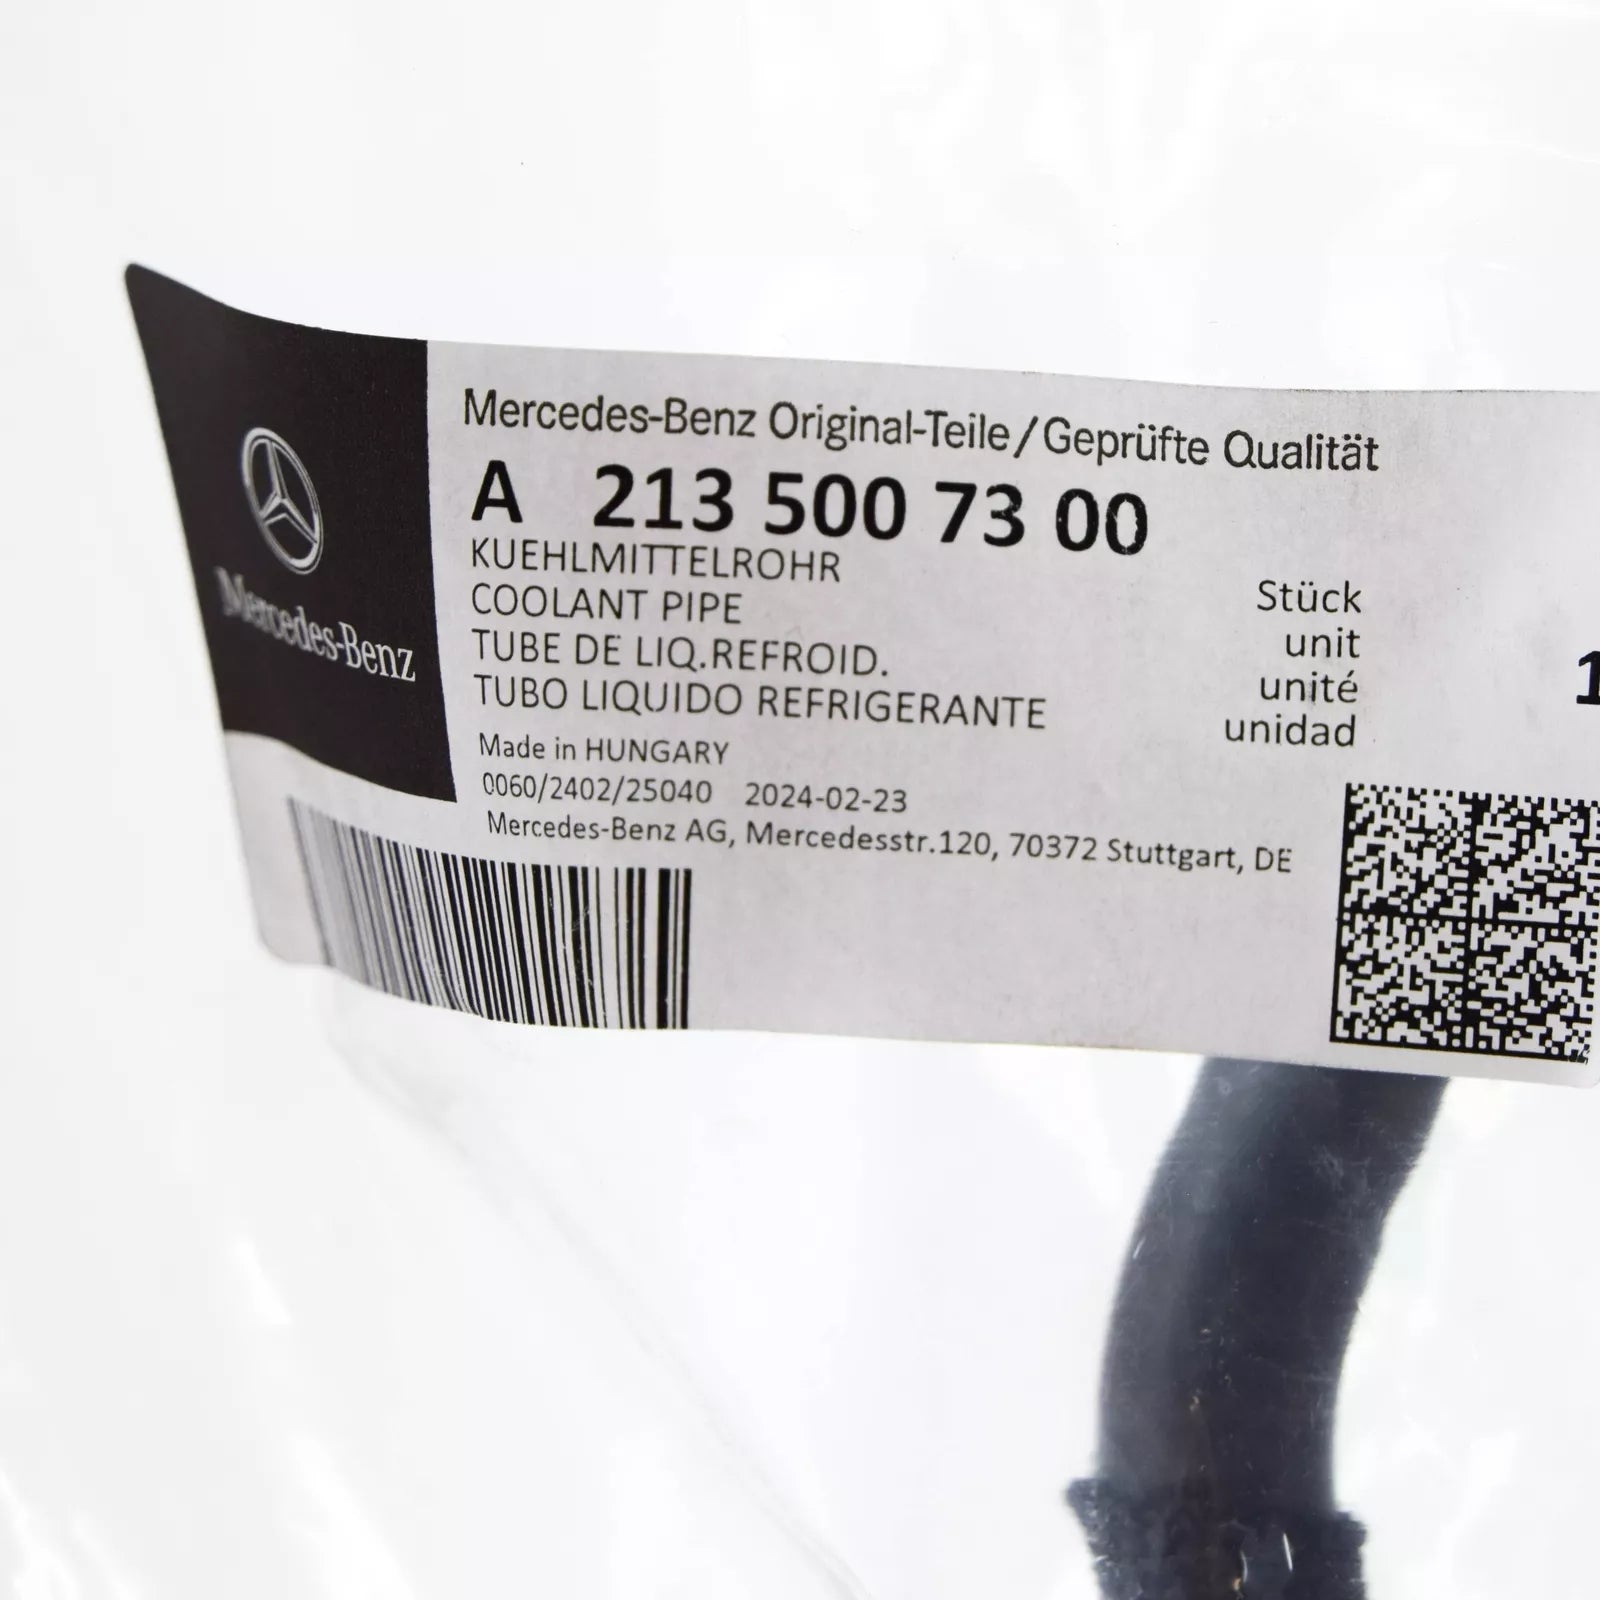 Mercedes-Benz
Mercedes-Benz Original-Teile/Geprüfte Qualität
A 213 500 73 00
KUEHLMITTELROHR
COOLANT PIPE
TUBE DE LIQ.REFROID.
TUBO LIQUIDO REFRIGERANTE
Stück
unit
unité
unidad
1
Made in HUNGARY
0060/2402/25040 2024-02-23
Mercedes-Benz AG, Mercedesstr.120, 70372 Stuttgart, DE